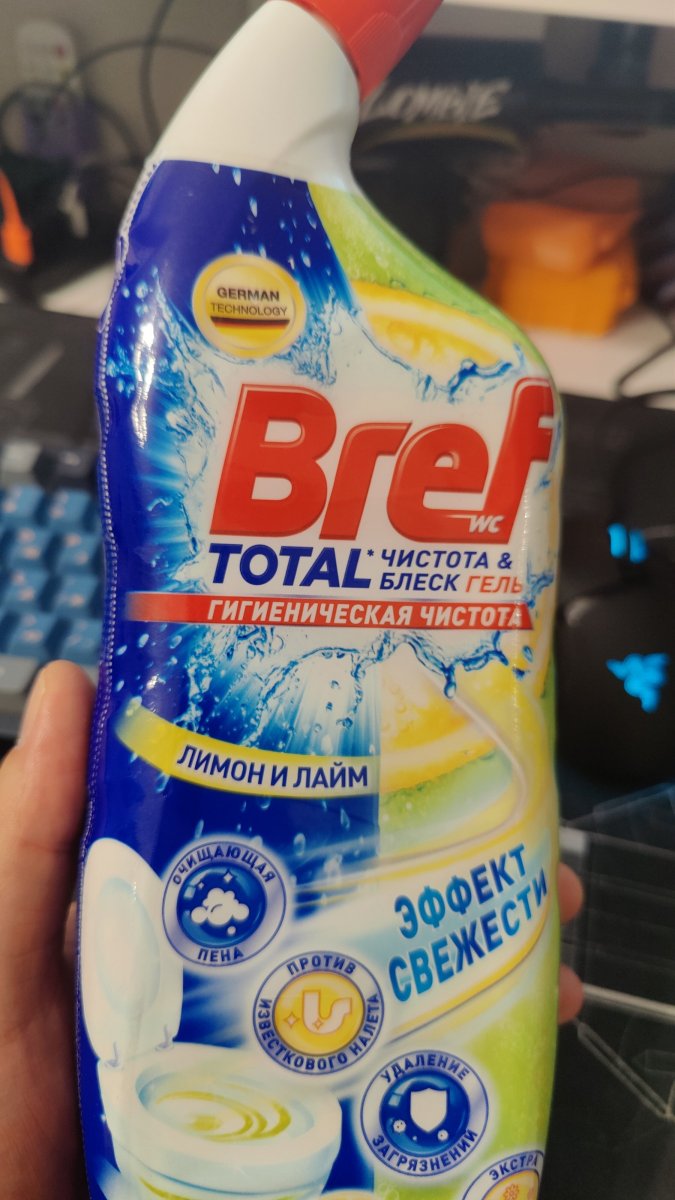 GERMAN
TECHNOLOGY
Bref
WC
TOTAL* ЧИСТОТА &
БЛЕСК ГЕЛЬ
ГИГИЕНИЧЕСКАЯ ЧИСТОТА
ЛИМОН И ЛАЙМ
ЭФФЕКТ
СВЕЖЕСТИ
ОЧИЩАЮЩАЯ
ПЕНА
ПРОТИВ
ИЗВЕСТКОВОГО НАЛЕТА
УДАЛЕНИЕ
ЗАГРЯЗНЕНИЙ
ЭКСТРА